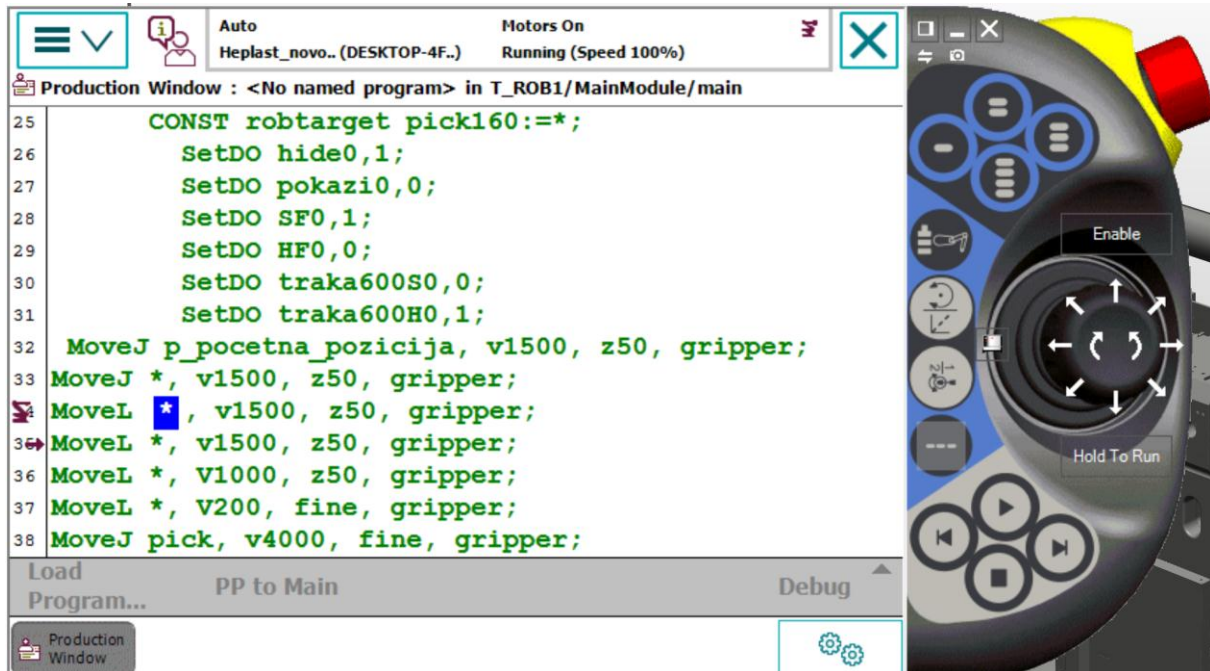 Auto
Heplast_novo.. (DESKTOP-4F..)
Motors On
Running (Speed 100%)
Production Window : <No named program> in T_ROB1/MainModule/main
25 CONST robtarget pick160:=*;
26 SetDO hide0,1;
27 SetDO pokazi0,0;
28 SetDO SF0,1;
29 SetDO HF0,0;
30 SetDO traka600S0,0;
31 SetDO traka600H0,1;
32 MoveJ p_pocetna_pozicija, v1500, z50, gripper;
33 MoveJ *, v1500, z50, gripper;
MoveL *, v1500, z50, gripper;
MoveL *, v1500, z50, gripper;
36 MoveL *, V1000, z50, gripper;
37 MoveL *, V200, fine, gripper;
38 MoveJ pick, v4000, fine, gripper;
Load Program...
PP to Main
Debug
Production
Window
Enable
Hold To Run